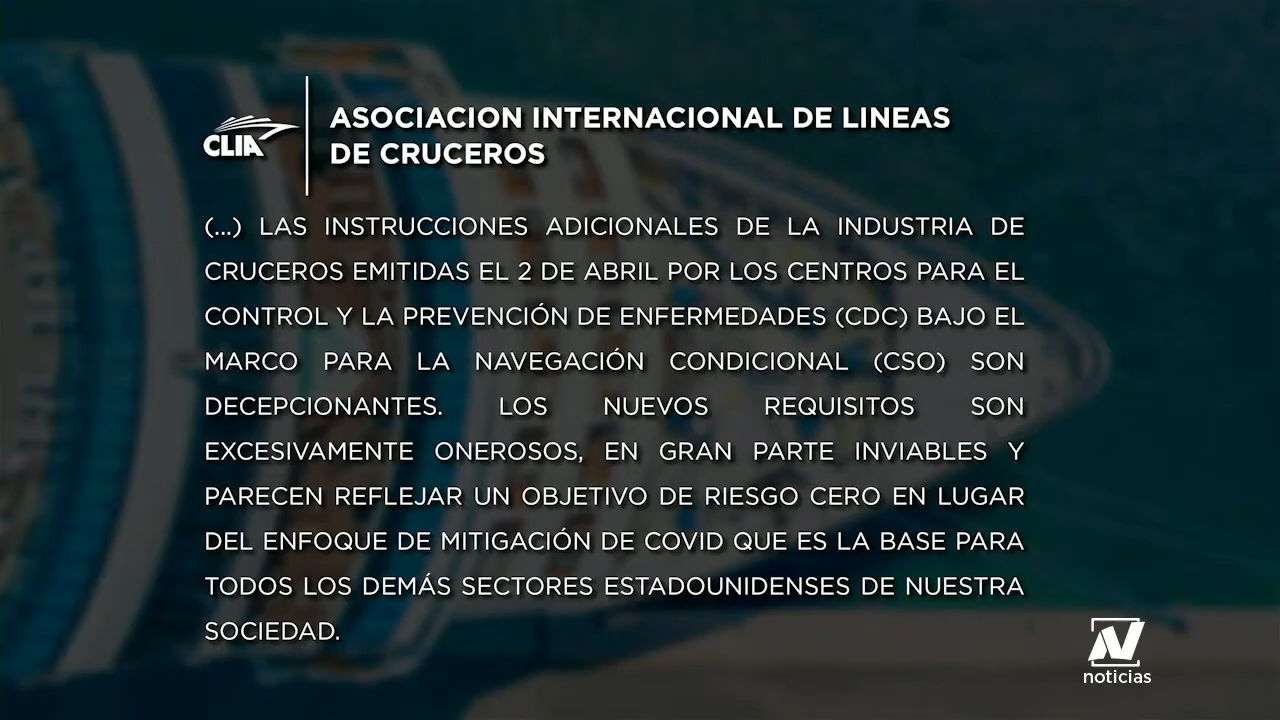 CLIA
ASOCIACION INTERNACIONAL DE LINEAS
DE CRUCEROS
(...) LAS INSTRUCCIONES ADICIONALES DE LA INDUSTRIA DE
CRUCEROS EMITIDAS EL 2 DE ABRIL POR LOS CENTROS PARA EL
CONTROL Y LA PREVENCIÓN DE ENFERMEDADES (CDC) BAJO EL
MARCO PARA LA NAVEGACIÓN CONDICIONAL (CSO) SON
DECEPCIONANTES. LOS NUEVOS REQUISITOS SON
EXCESIVAMENTE ONEROSOS, EN GRAN PARTE INVIABLES Y
PARECEN REFLEJAR UN OBJETIVO DE RIESGO CERO EN LUGAR
DEL ENFOQUE DE MITIGACIÓN DE COVID QUE ES LA BASE PARA
TODOS LOS DEMÁS SECTORES ESTADOUNIDENSES DE NUESTRA
SOCIEDAD.
N
noticias